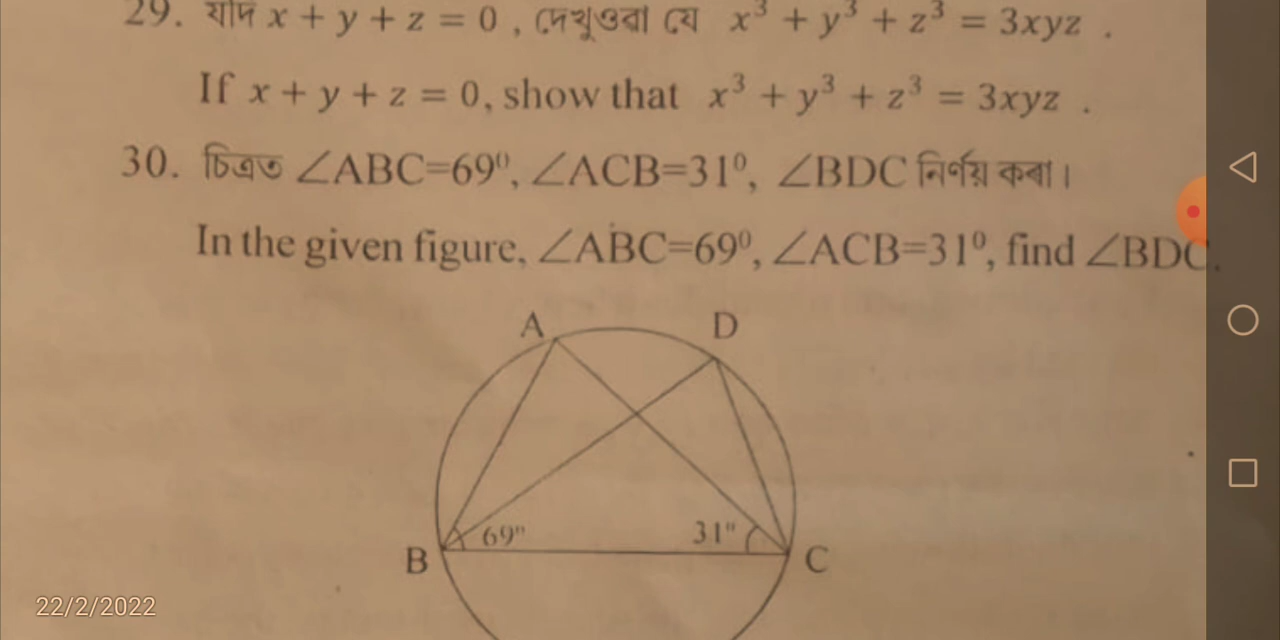 29. যদি x + y + z = 0 , দেখুওৱা যে x³ + y³ + z³ = 3xyz .
If x + y + z = 0, show that x³ + y³ + z³ = 3xyz .
30. চিত্ৰত ∠ABC=69⁰, ∠ACB=31⁰, ∠BDC নিৰ্ণয় কৰা।
In the given figure, ∠ABC=69⁰, ∠ACB=31⁰, find ∠BDC.
A D
69" 31"
B C
22/2/2022